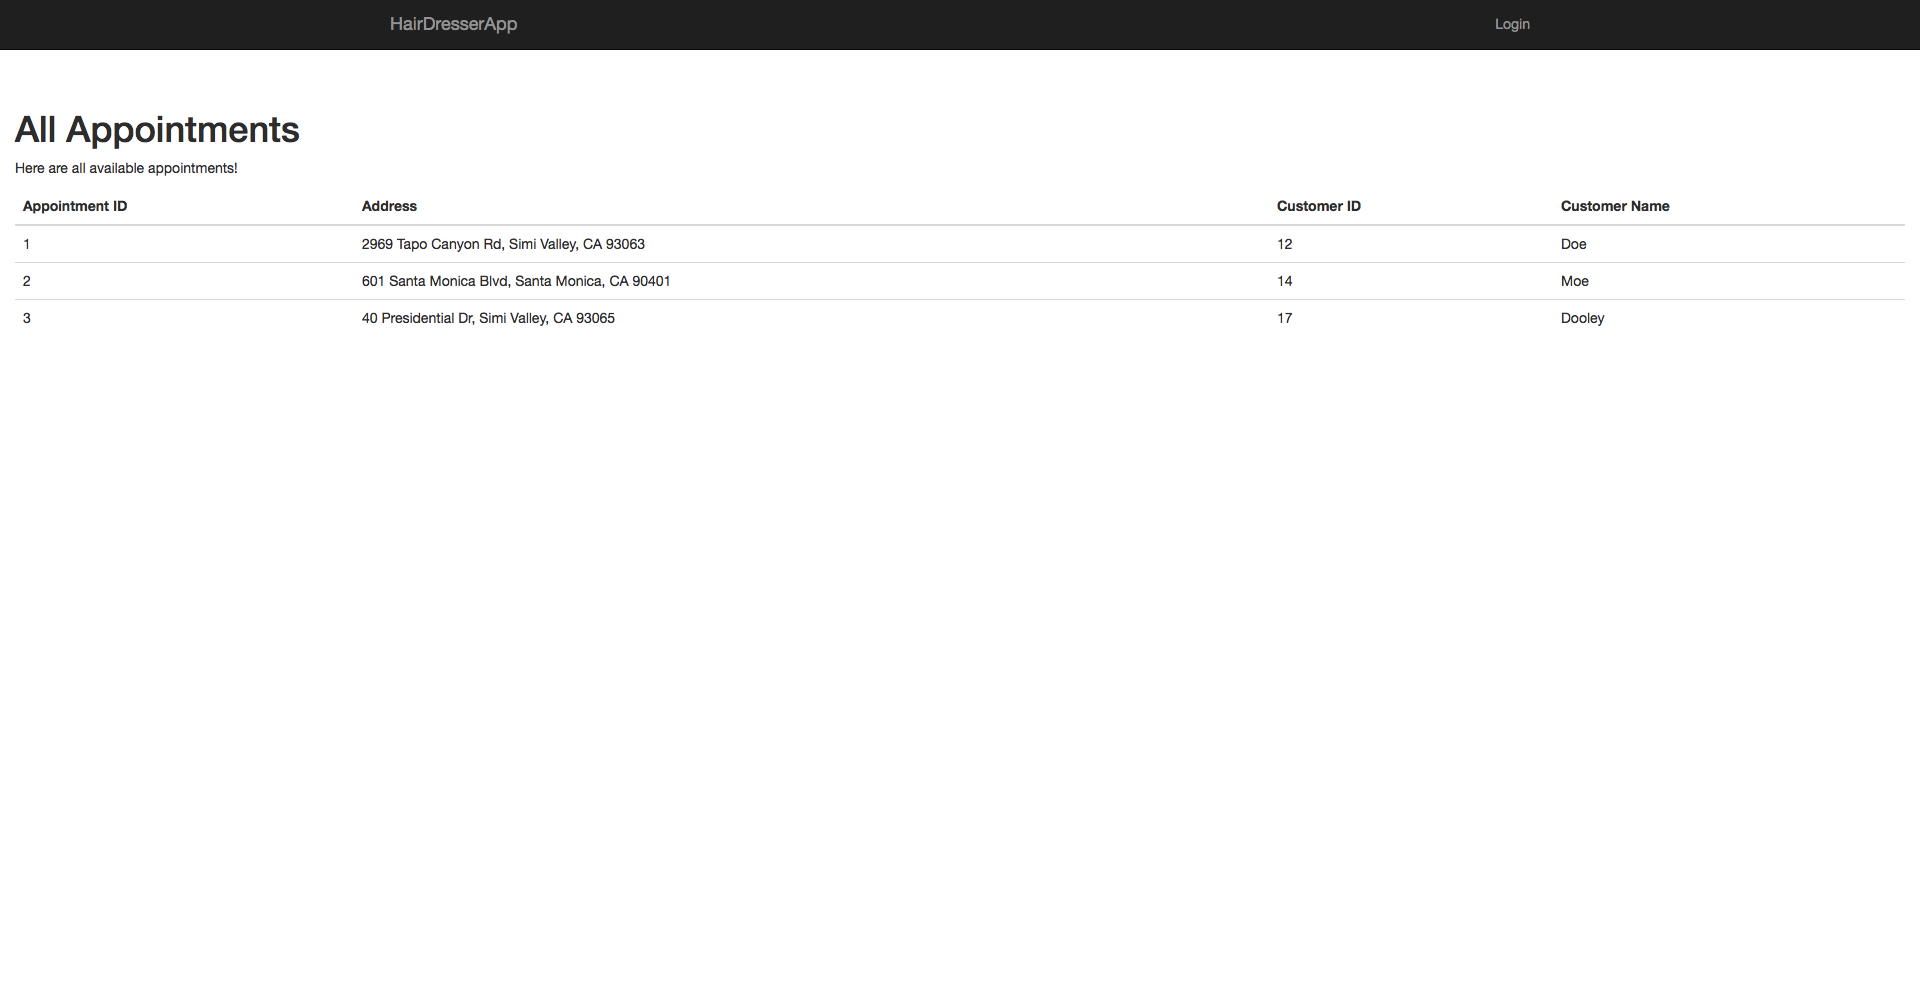 HairDresserApp Login
All Appointments
Here are all available appointments!
Appointment ID Address Customer ID Customer Name
1 2969 Tapo Canyon Rd, Simi Valley, CA 93063 12 Doe
2 601 Santa Monica Blvd, Santa Monica, CA 90401 14 Moe
3 40 Presidential Dr, Simi Valley, CA 93065 17 Dooley